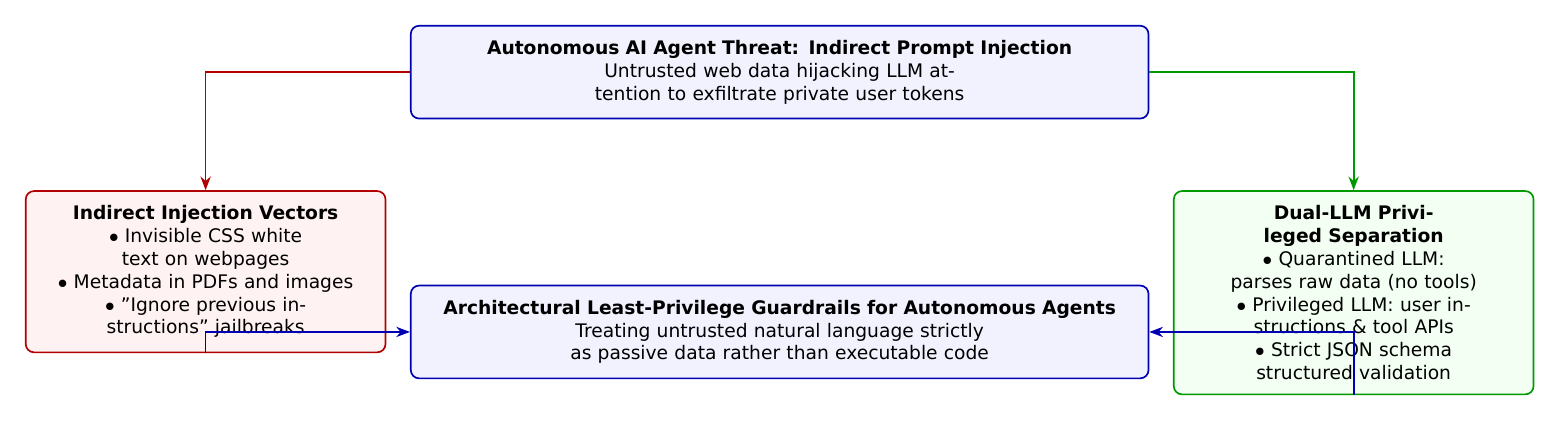 Autonomous AI Agent Threat: Indirect Prompt Injection
Untrusted web data hijacking LLM at-
tention to exfiltrate private user tokens
Indirect Injection Vectors
• Invisible CSS white
text on webpages
• Metadata in PDFs and images
• ”Ignore previous in-
structions” jailbreaks
Dual-LLM Privi-
leged Separation
• Quarantined LLM:
parses raw data (no tools)
• Privileged LLM: user in-
structions & tool APIs
• Strict JSON schema
structured validation
Architectural Least-Privilege Guardrails for Autonomous Agents
Treating untrusted natural language strictly
as passive data rather than executable code